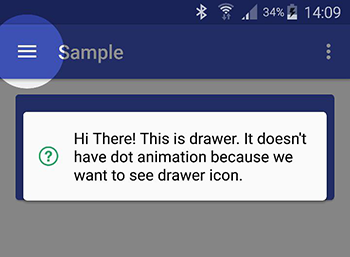 34% 14:09
Sample
Hi There! This is drawer. It doesn't
have dot animation because we
want to see drawer icon.